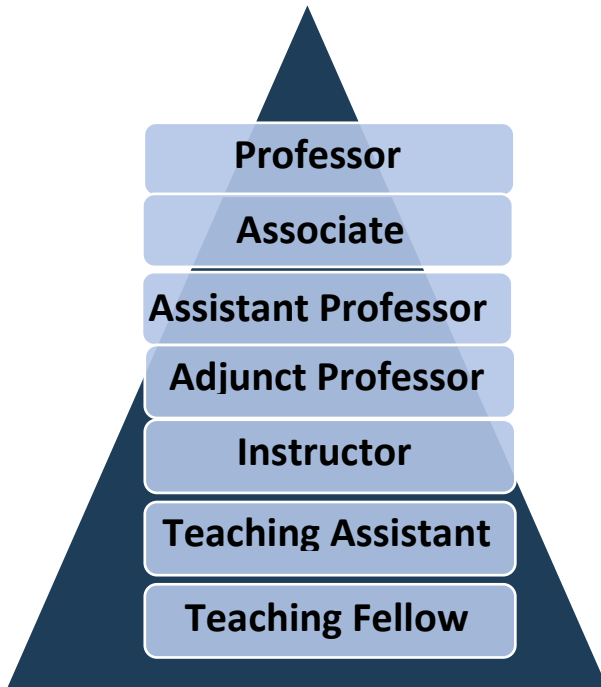 Professor
Associate
Assistant Professor
Adjunct Professor
Instructor
Teaching Assistant
Teaching Fellow